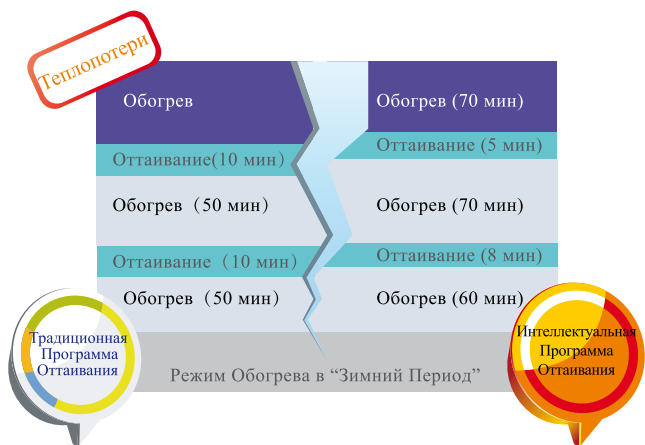 Теплопотери
Обогрев
Обогрев (70 мин)
Оттаивание(10 мин)
Оттаивание (5 мин)
Обогрев (50 мин)
Обогрев (70 мин)
Оттаивание (10 мин)
Оттаивание (8 мин)
Обогрев (50 мин)
Обогрев (60 мин)
Традиционная
Программа
Оттаивания
Интеллектуальная
Программа
Оттаивания
Режим Обогрева в “Зимний Период”